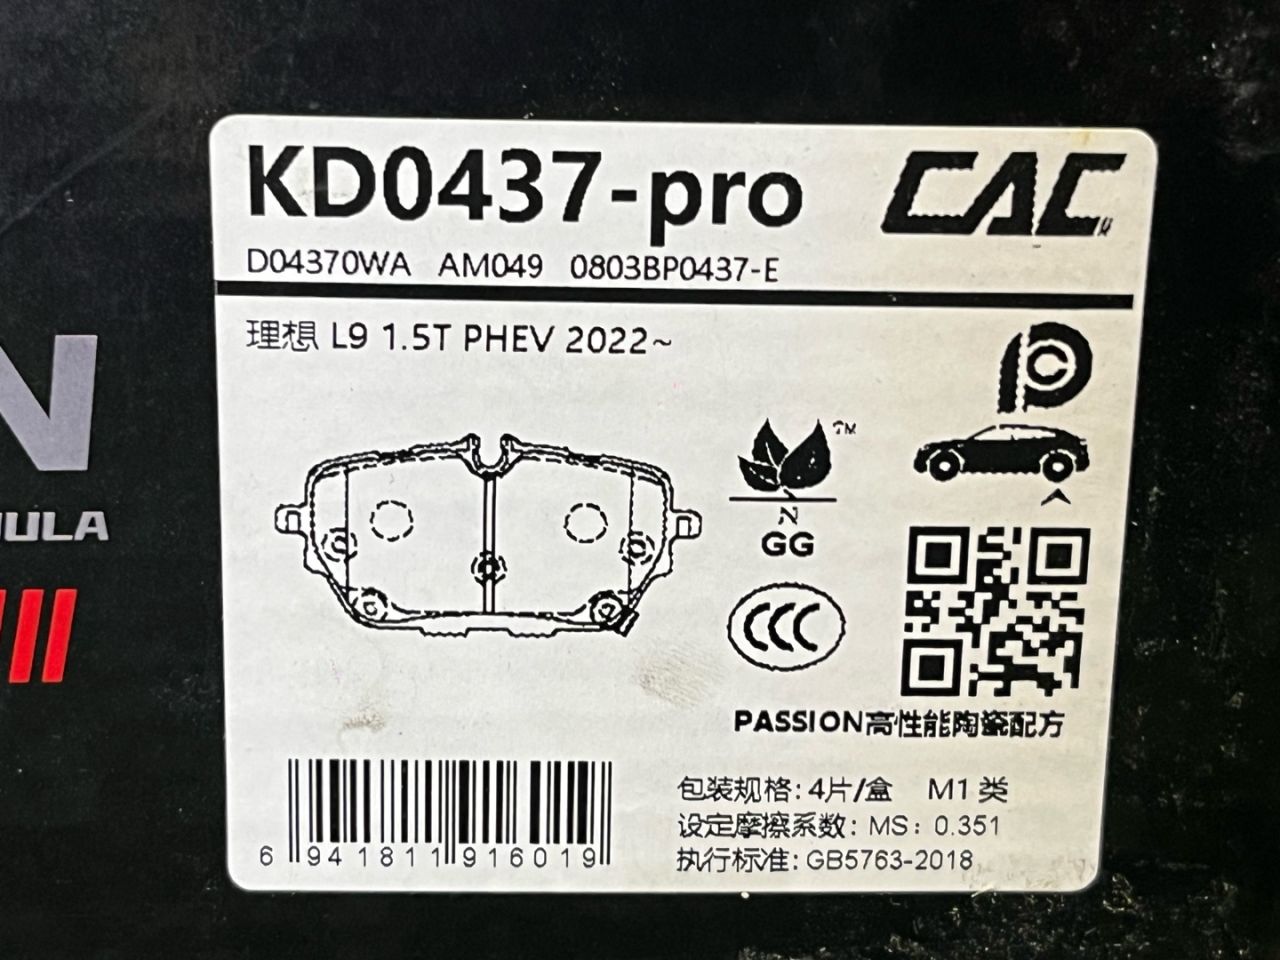 KD0437-pro
CAC
D04370WA AM049 0803BP0437-E
理想 L9 1.5T PHEV 2022~
TM
N
GG
CCC
PASSION高性能陶瓷配方
包装规格: 4片/盒 M1 类
设定摩擦系数: MS: 0.351
执行标准: GB5763-2018
6 941811 916019
N
ULA